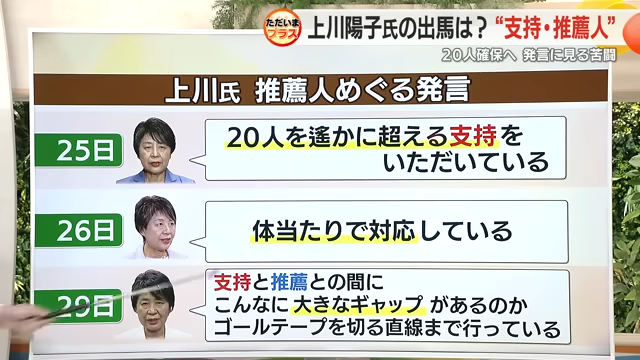 ただいま
プラス
上川陽子氏の出馬は？“支持・推薦人”
20人確保へ 発言に見る苦闘
上川氏 推薦人めぐる発言
25日
20人を遙かに超える支持を
いただいている
26日
体当たりで対応している
29日
支持と推薦との間に
こんなに大きなギャップがあるのか
ゴールテープを切る直線まで行っている